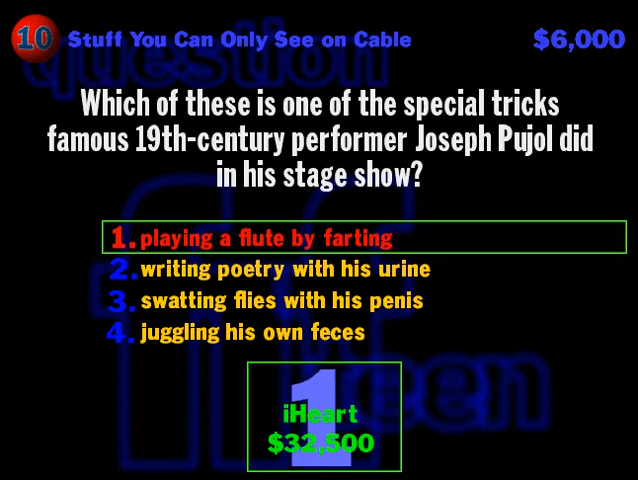 10 Stuff You Can Only See on Cable $6,000
question
Which of these is one of the special tricks
famous 19th-century performer Joseph Pujol did
in his stage show?
1. playing a flute by farting
2. writing poetry with his urine
3. swatting flies with his penis
4. juggling his own feces
fifteen
1
iHeart
$32,500